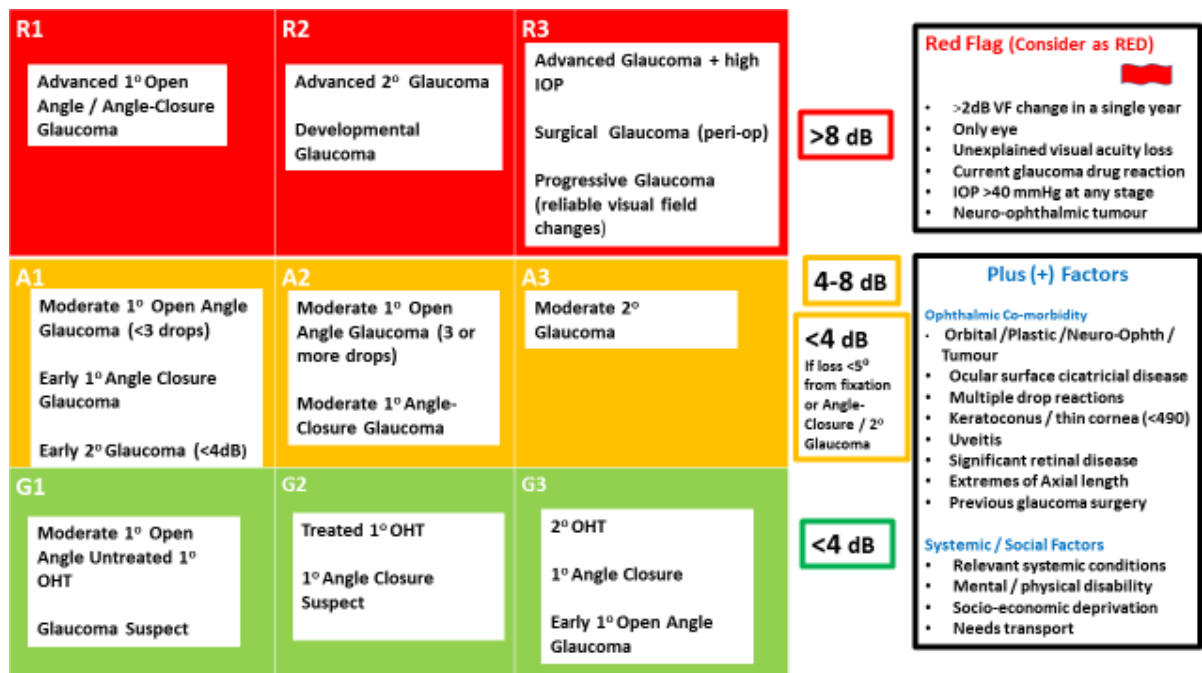 R1
Advanced 1º Open
Angle / Angle-Closure
Glaucoma
R2
Advanced 2º Glaucoma
Developmental
Glaucoma
R3
Advanced Glaucoma + high
IOP
Surgical Glaucoma (peri-op)
Progressive Glaucoma
(reliable visual field
changes)
>8 dB
A1
Moderate 1º Open Angle
Glaucoma (<3 drops)
Early 1º Angle Closure
Glaucoma
Early 2º Glaucoma (<4dB)
A2
Moderate 1º Open
Angle Glaucoma (3 or
more drops)
Moderate 1º Angle-
Closure Glaucoma
A3
Moderate 2º
Glaucoma
4-8 dB
<4 dB
If loss <5º
from fixation
or Angle-
Closure / 2º
Glaucoma
G1
Moderate 1º Open
Angle Untreated 1º
OHT
Glaucoma Suspect
G2
Treated 1º OHT
1º Angle Closure
Suspect
G3
2º OHT
1º Angle Closure
Early 1º Open Angle
Glaucoma
<4 dB
Red Flag (Consider as RED)
• >2dB VF change in a single year
• Only eye
• Unexplained visual acuity loss
• Current glaucoma drug reaction
• IOP >40 mmHg at any stage
• Neuro-ophthalmic tumour
Plus (+) Factors
Ophthalmic Co-morbidity
• Orbital /Plastic /Neuro-Ophth /
Tumour
• Ocular surface cicatricial disease
• Multiple drop reactions
• Keratoconus / thin cornea (<490)
• Uveitis
• Significant retinal disease
• Extremes of Axial length
• Previous glaucoma surgery
Systemic / Social Factors
• Relevant systemic conditions
• Mental / physical disability
• Socio-economic deprivation
• Needs transport